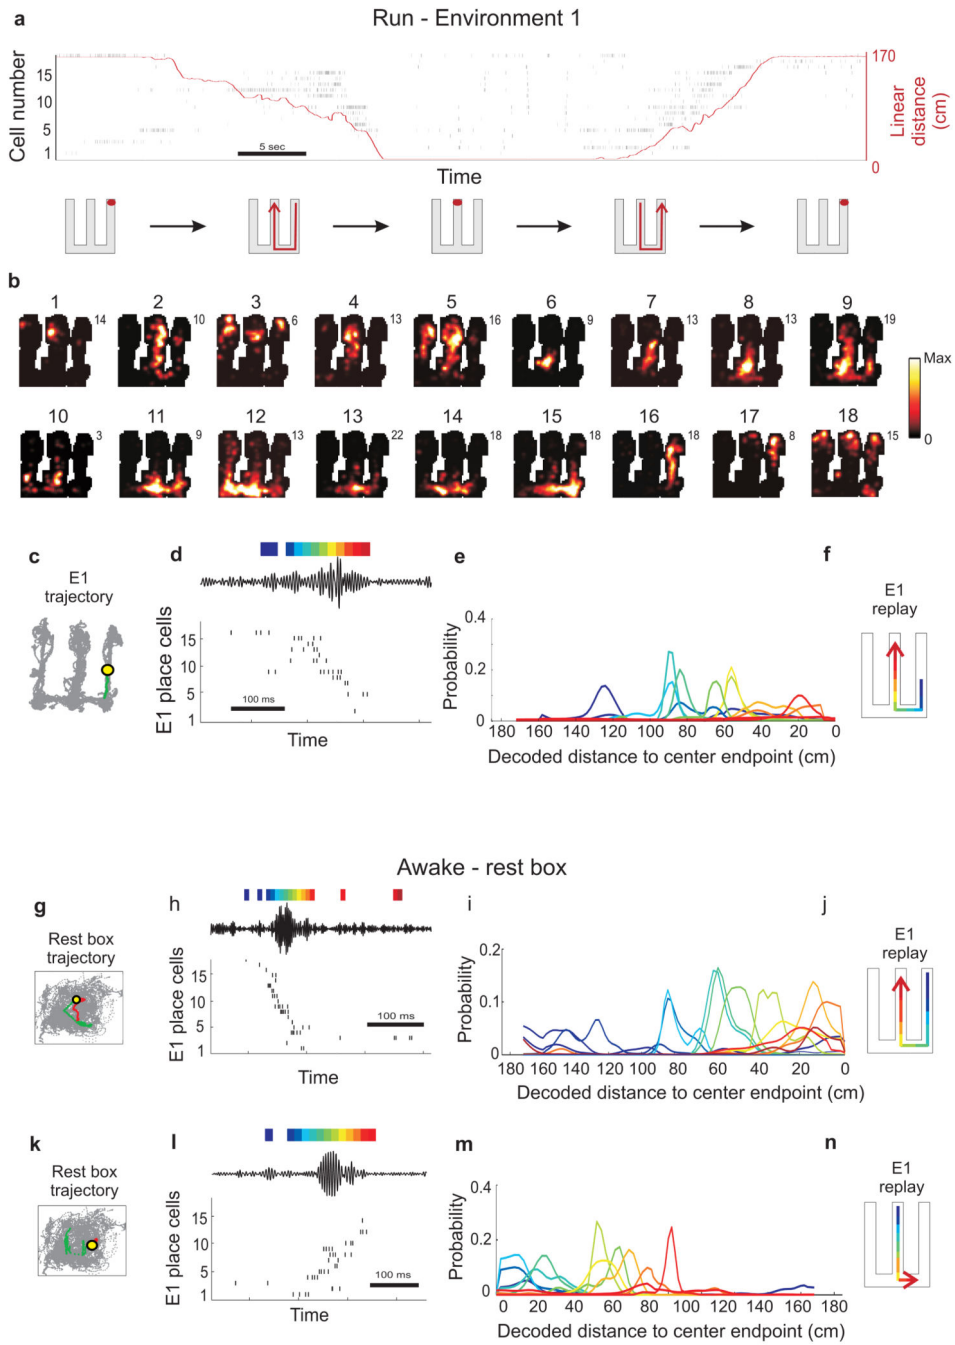 a
Run - Environment 1
Cell number
15
10
5
1
5 sec
170
0
Linear distance (cm)
Time
b
1 2 3 4 5 6 7 8 9
14 10 6 13 16 9 13 13 19
Max
0
10 11 12 13 14 15 16 17 18
3 9 13 22 18 18 18 8 15
c
E1
trajectory
d
E1 place cells
15
10
5
1
100 ms
Time
e
Probability
0.4
0.2
0
180 160 140 120 100 80 60 40 20 0
Decoded distance to center endpoint (cm)
f
E1
replay
Awake - rest box
g
Rest box
trajectory
h
E1 place cells
15
10
5
1
100 ms
Time
i
Probability
0.2
0.1
0
180 160 140 120 100 80 60 40 20 0
Decoded distance to center endpoint (cm)
j
E1
replay
k
Rest box
trajectory
l
E1 place cells
15
10
5
1
100 ms
Time
m
Probability
0.4
0.2
0
0 20 40 60 80 100 120 140 160
Decoded distance to center endpoint (cm)
n
E1
replay